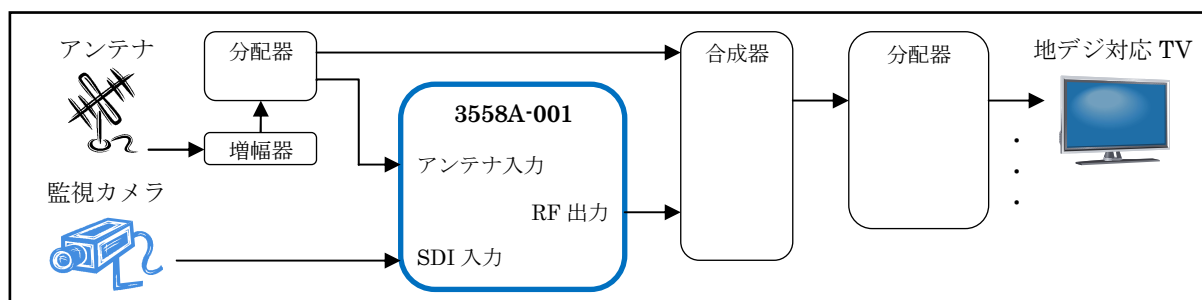 アンテナ
分配器
合成器
分配器
地デジ対応 TV
3558A-001
増幅器
アンテナ入力
監視カメラ
RF 出力
SDI 入力